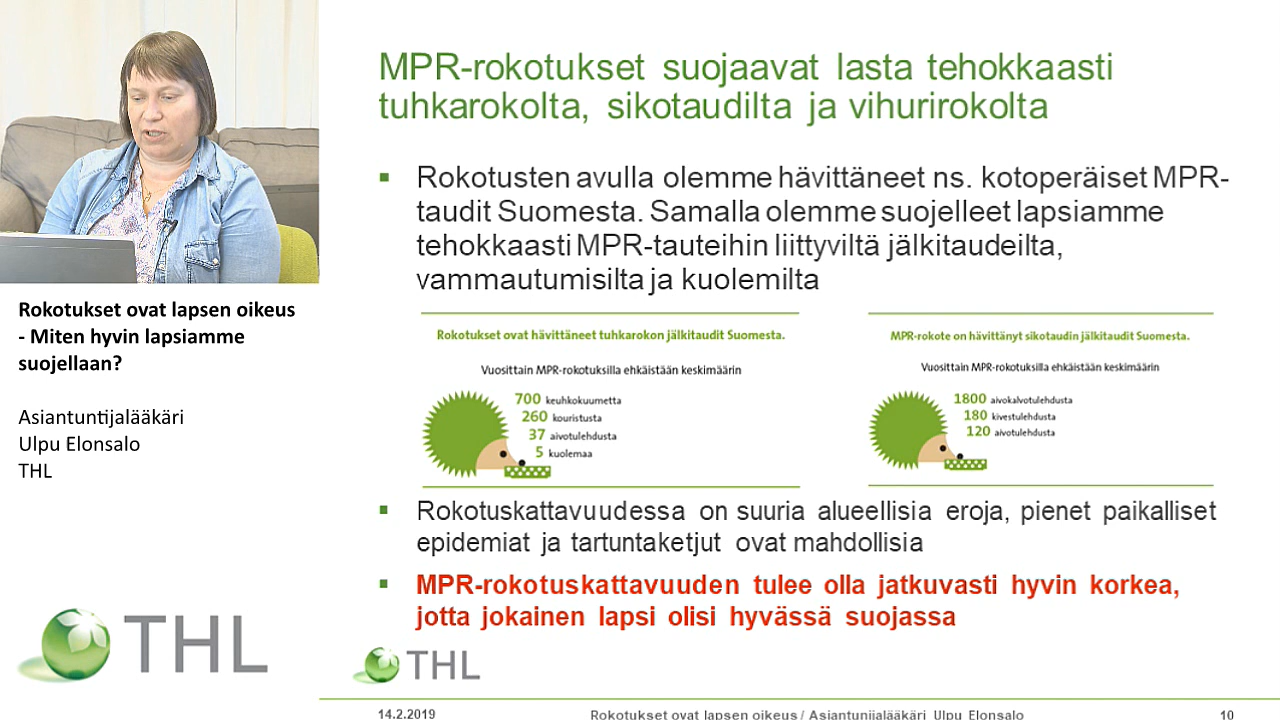 MPR-rokotukset suojaavat lasta tehokkaasti
tuhkarokolta, sikotaudilta ja vihurirokolta
Rokotusten avulla olemme hävittäneet ns. kotoperäiset MPR-
taudit Suomesta. Samalla olemme suojelleet lapsiamme
tehokkaasti MPR-tauteihin liittyviltä jälkitaudeilta,
vammautumisilta ja kuolemilta
Rokotukset ovat hävittäneet tuhkarokon jälkitaudit Suomesta.
Vuosittain MPR-rokotuksilla ehkäistään keskimäärin
700 keuhkokuumetta
260 kouristusta
37 aivotulehdusta
5 kuolemaa
MPR-rokote on hävittänyt sikotaudin jälkitaudit Suomesta.
Vuosittain MPR-rokotuksilla ehkäistään keskimäärin
1800 aivokalvotulehdusta
180 kivestulehdusta
120 aivotulehdusta
Rokotuskattavuudessa on suuria alueellisia eroja, pienet paikalliset
epidemiat ja tartuntaketjut ovat mahdollisia
MPR-rokotuskattavuuden tulee olla jatkuvasti hyvin korkea,
jotta jokainen lapsi olisi hyvässä suojassa
THL
14.2.2019
Rokotukset ovat lapsen oikeus / Asiantunijalääkäri Ulpu Elonsalo
10
Rokotukset ovat lapsen oikeus
- Miten hyvin lapsiamme
suojellaan?
Asiantuntijalääkäri
Ulpu Elonsalo
THL
THL